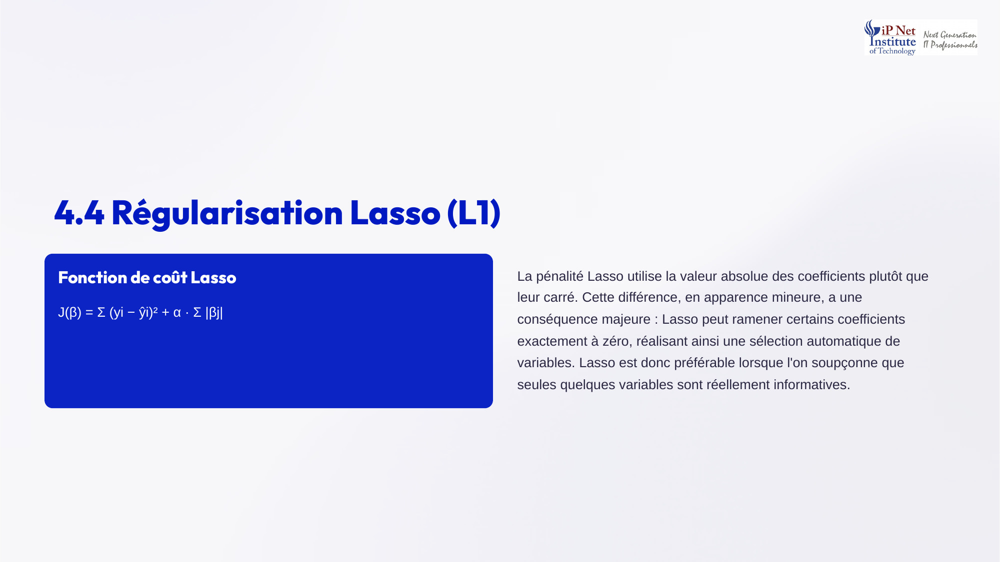 iP Net
Institute
of Technology
Next Generation
IT Professionnels
4.4 Régularisation Lasso (L1)
Fonction de coût Lasso
J(β) = Σ (yi − ŷi)² + α · Σ |βj|
La pénalité Lasso utilise la valeur absolue des coefficients plutôt que
leur carré. Cette différence, en apparence mineure, a une
conséquence majeure : Lasso peut ramener certains coefficients
exactement à zéro, réalisant ainsi une sélection automatique de
variables. Lasso est donc préférable lorsque l'on soupçonne que
seules quelques variables sont réellement informatives.